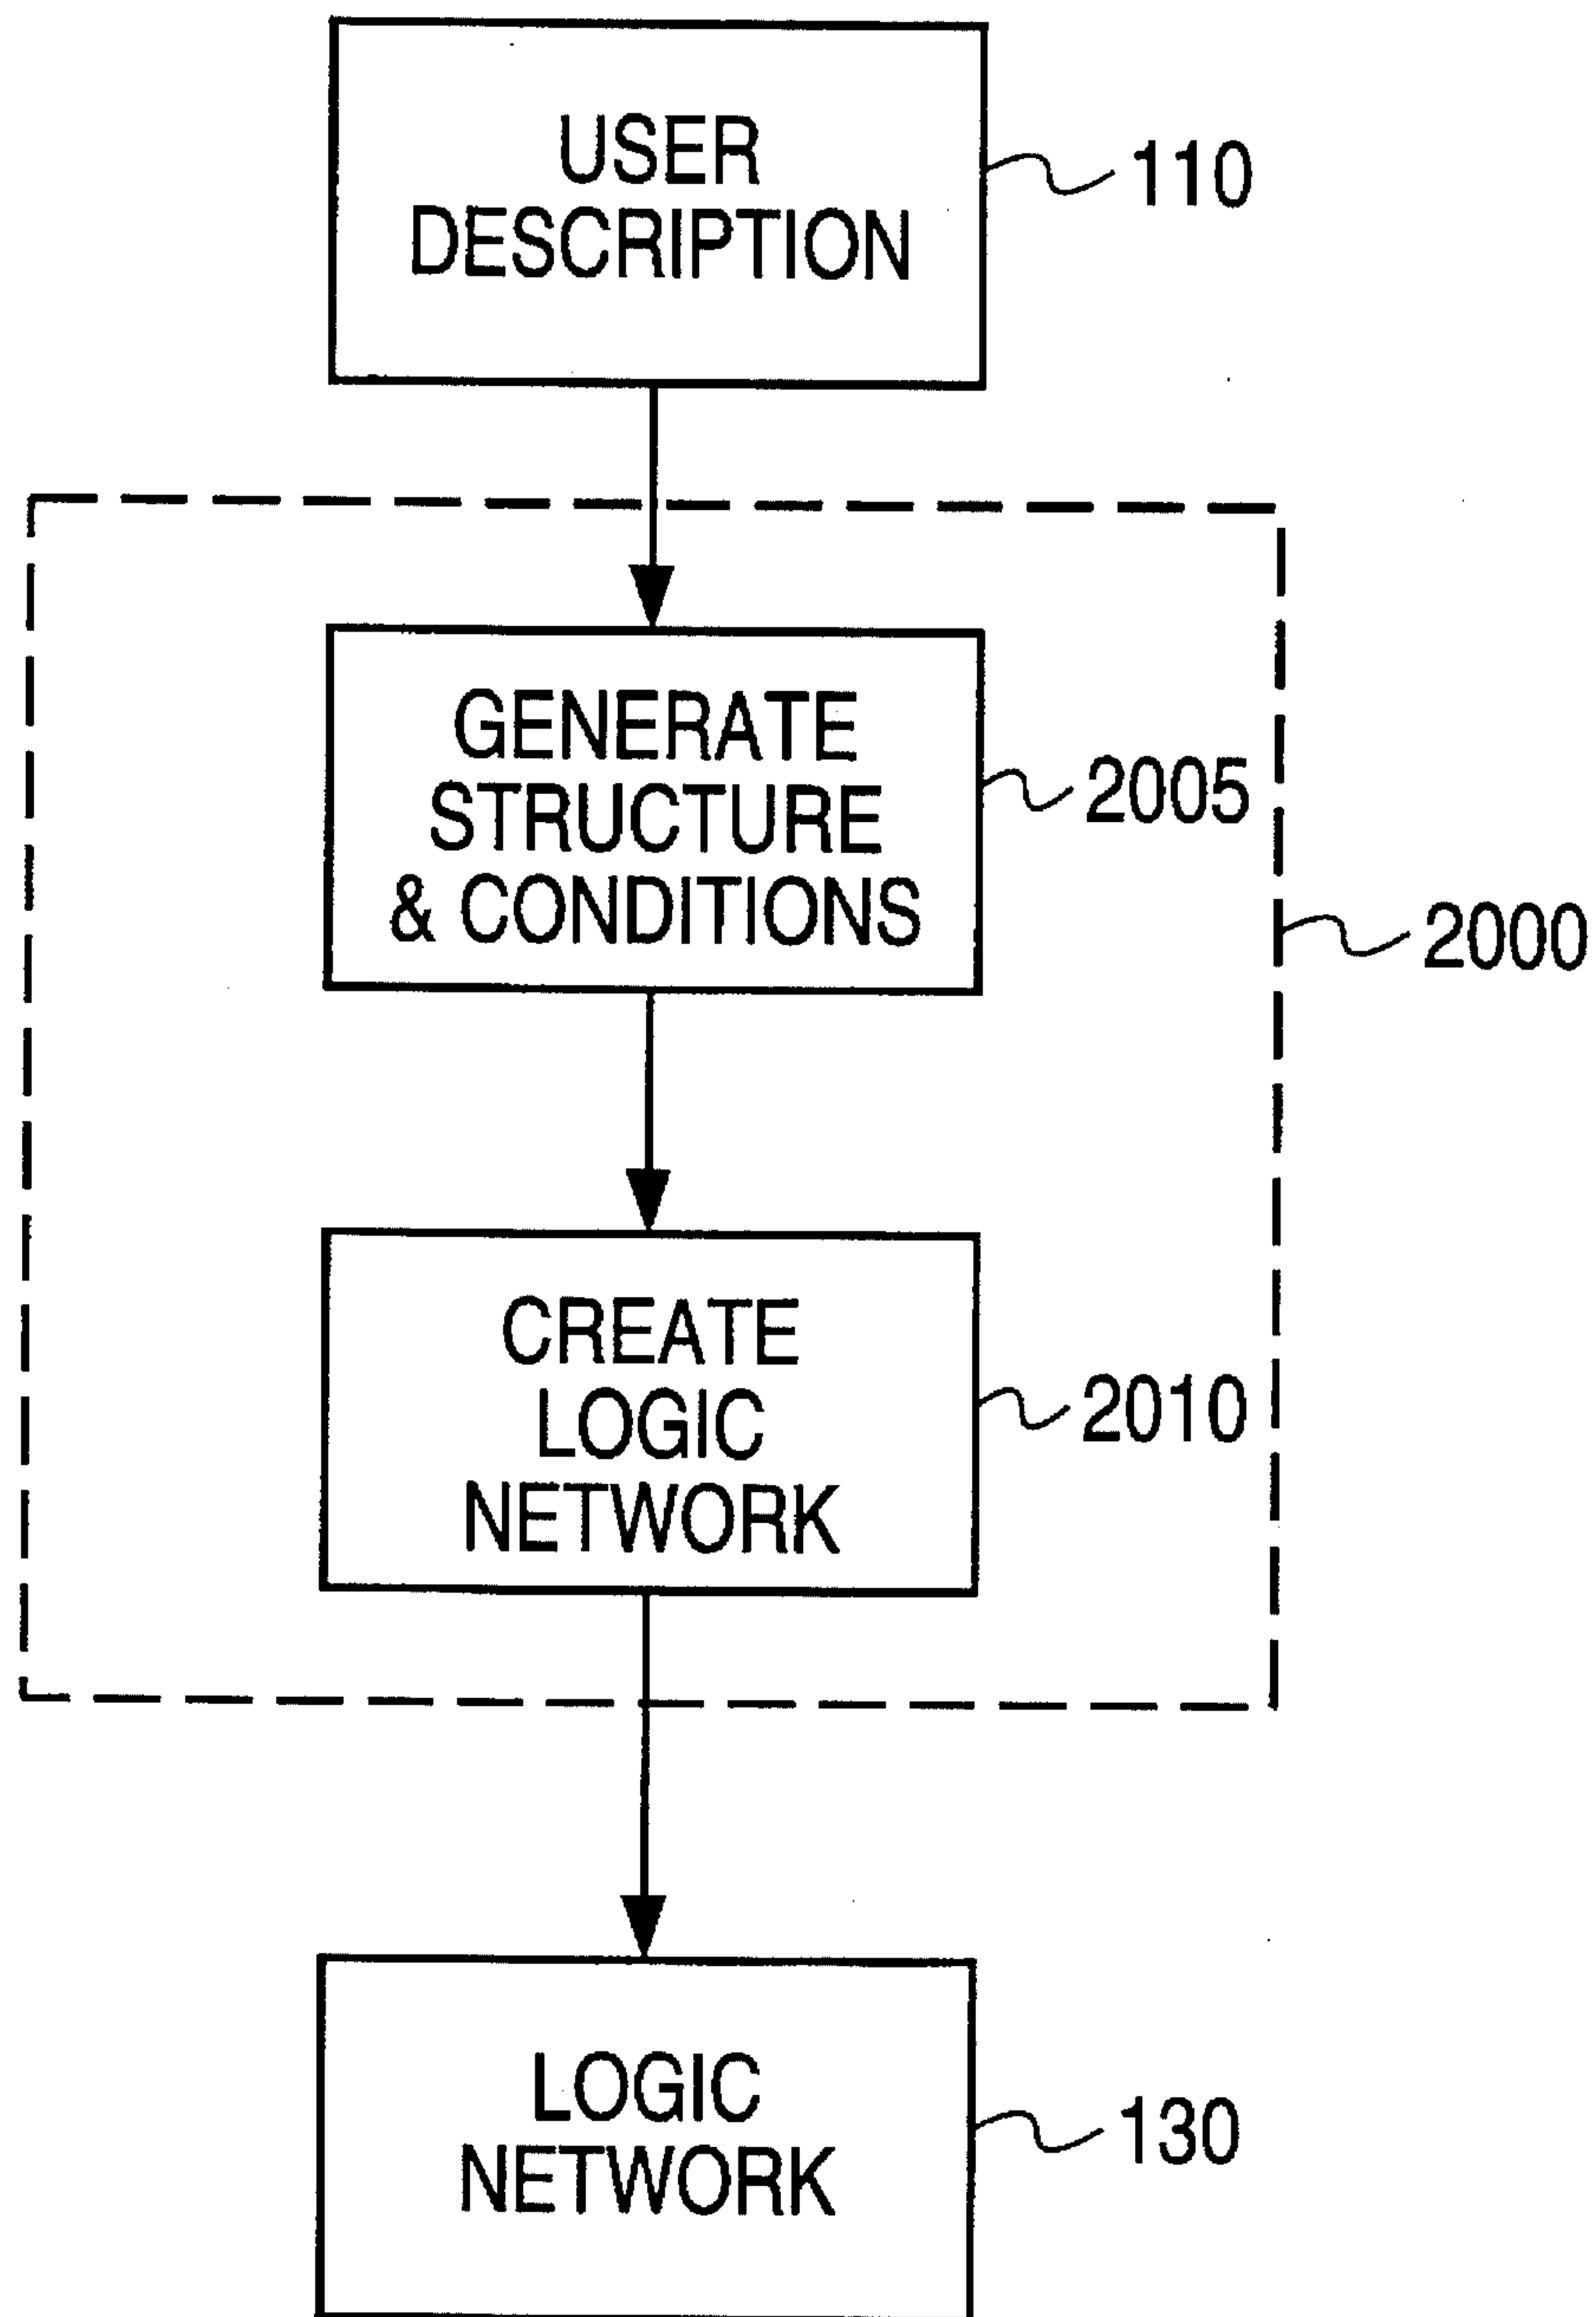 USER
DESCRIPTION
110
GENERATE
STRUCTURE
& CONDITIONS
2005
2000
CREATE
LOGIC
NETWORK
2010
LOGIC
NETWORK
130